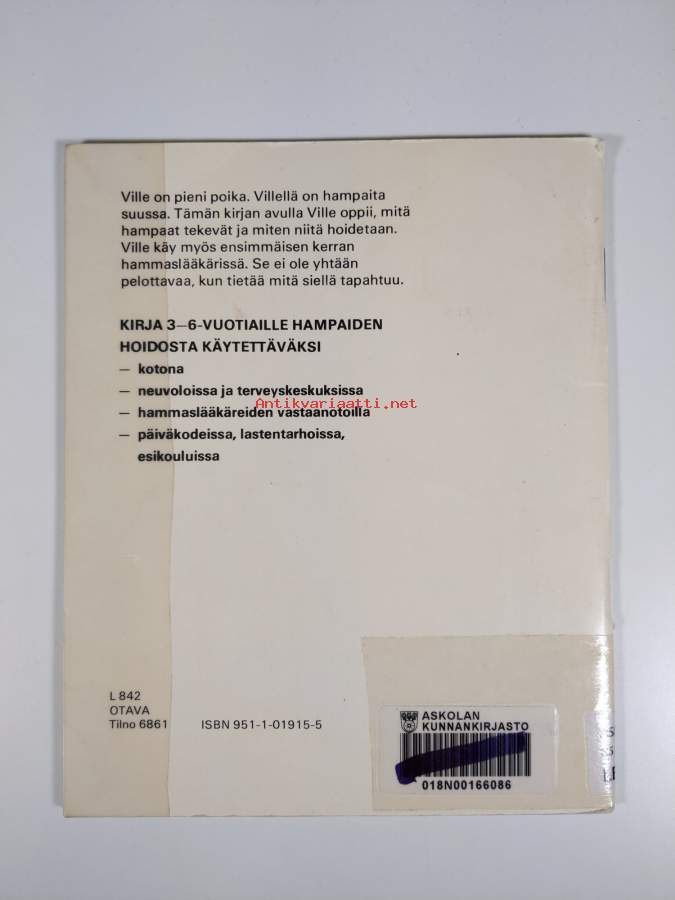 Ville on pieni poika. Villellä on hampaita
suussa. Tämän kirjan avulla Ville oppii, mitä
hampaat tekevät ja miten niitä hoidetaan.
Ville käy myös ensimmäisen kerran
hammaslääkärissä. Se ei ole yhtään
pelottavaa, kun tietää mitä siellä tapahtuu.
KIRJA 3—6-VUOTIAILLE HAMPAIDEN
HOIDOSTA KÄYTETTÄVÄKSI
— kotona
— neuvoloissa ja terveyskeskuksissa
Antikvariaatti.net
— hammaslääkäreiden vastaanotoilla
— päiväkodeissa, lastentarhoissa,
esikouluissa
L 842
OTAVA
Tilno 6861
ISBN 951-1-01915-5
ASKOLAN
KUNNANKIRJASTO
018N00166086